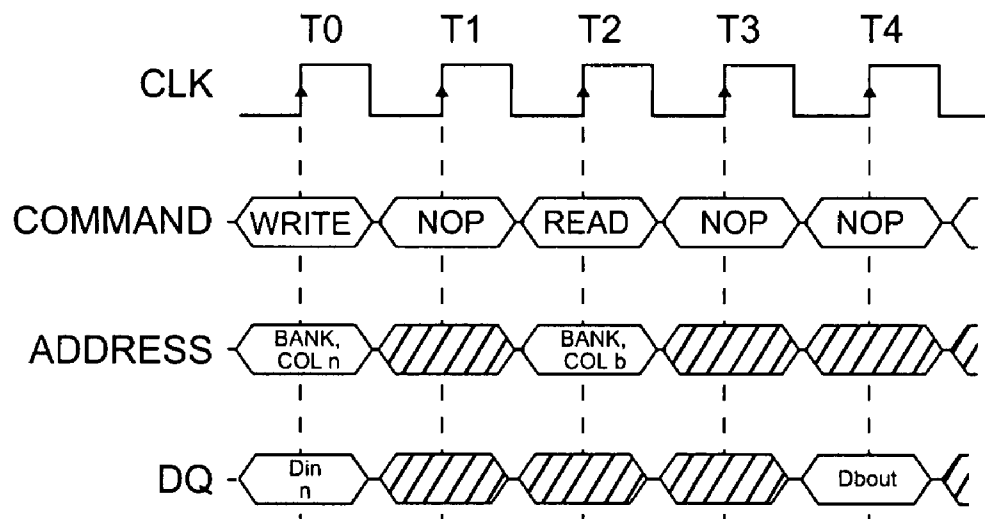 T0 T1 T2 T3 T4
CLK
COMMAND WRITE NOP READ NOP NOP
ADDRESS BANK, COL n BANK, COL b
DQ Din n Dbout